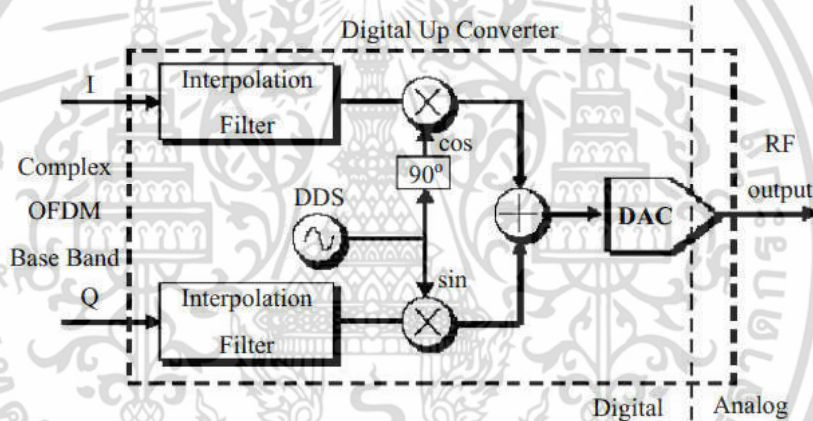 Digital Up Converter
I
Interpolation
Filter
cos
90°
RF
output
Complex
OFDM
Base Band
DDS
DAC
sin
Q
Interpolation
Filter
Digital
Analog